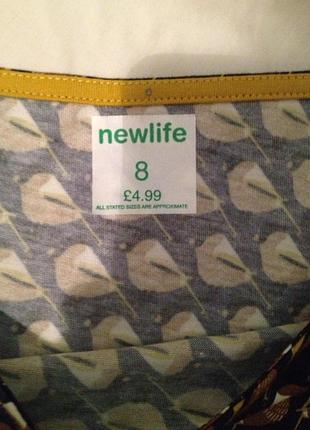 newlife
8
£4.99
ALL STATED SIZES ARE APPROXIMATE